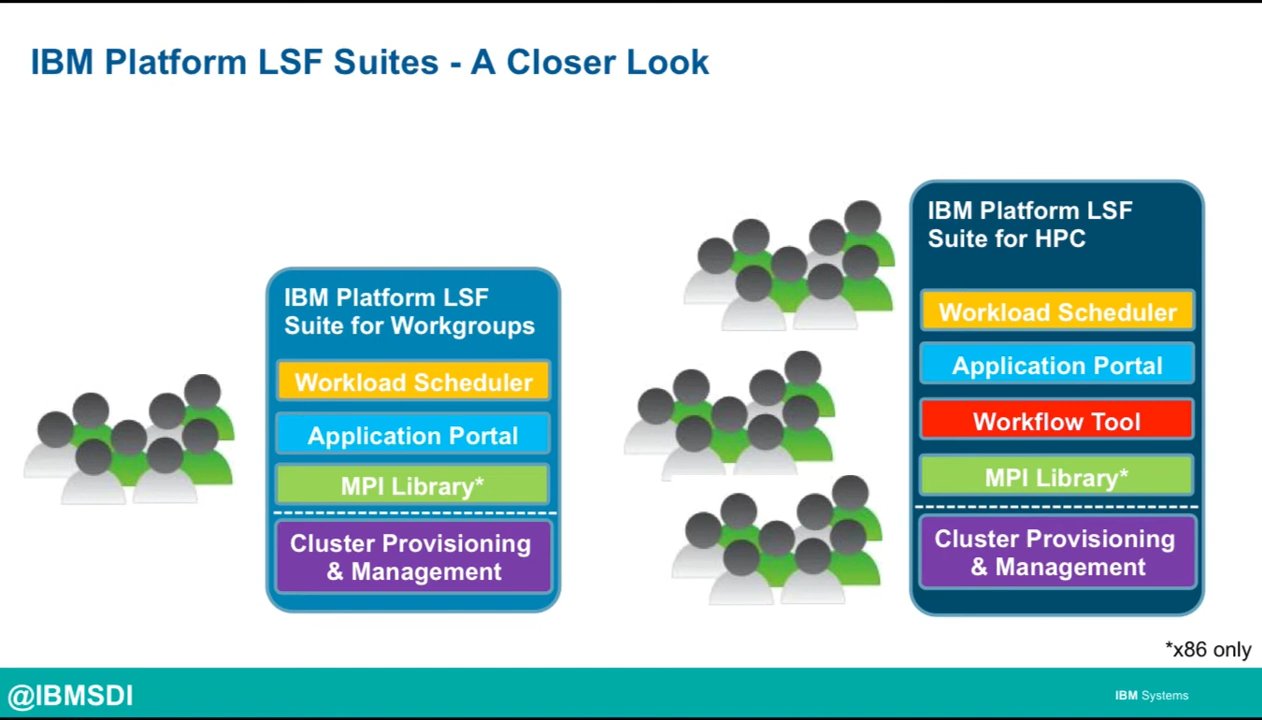 IBM Platform LSF Suites - A Closer Look
IBM Platform LSF
Suite for Workgroups
Workload Scheduler
Application Portal
MPI Library*
Cluster Provisioning
& Management
IBM Platform LSF
Suite for HPC
Workload Scheduler
Application Portal
Workflow Tool
MPI Library*
Cluster Provisioning
& Management
*x86 only
@IBMSDI
IBM Systems